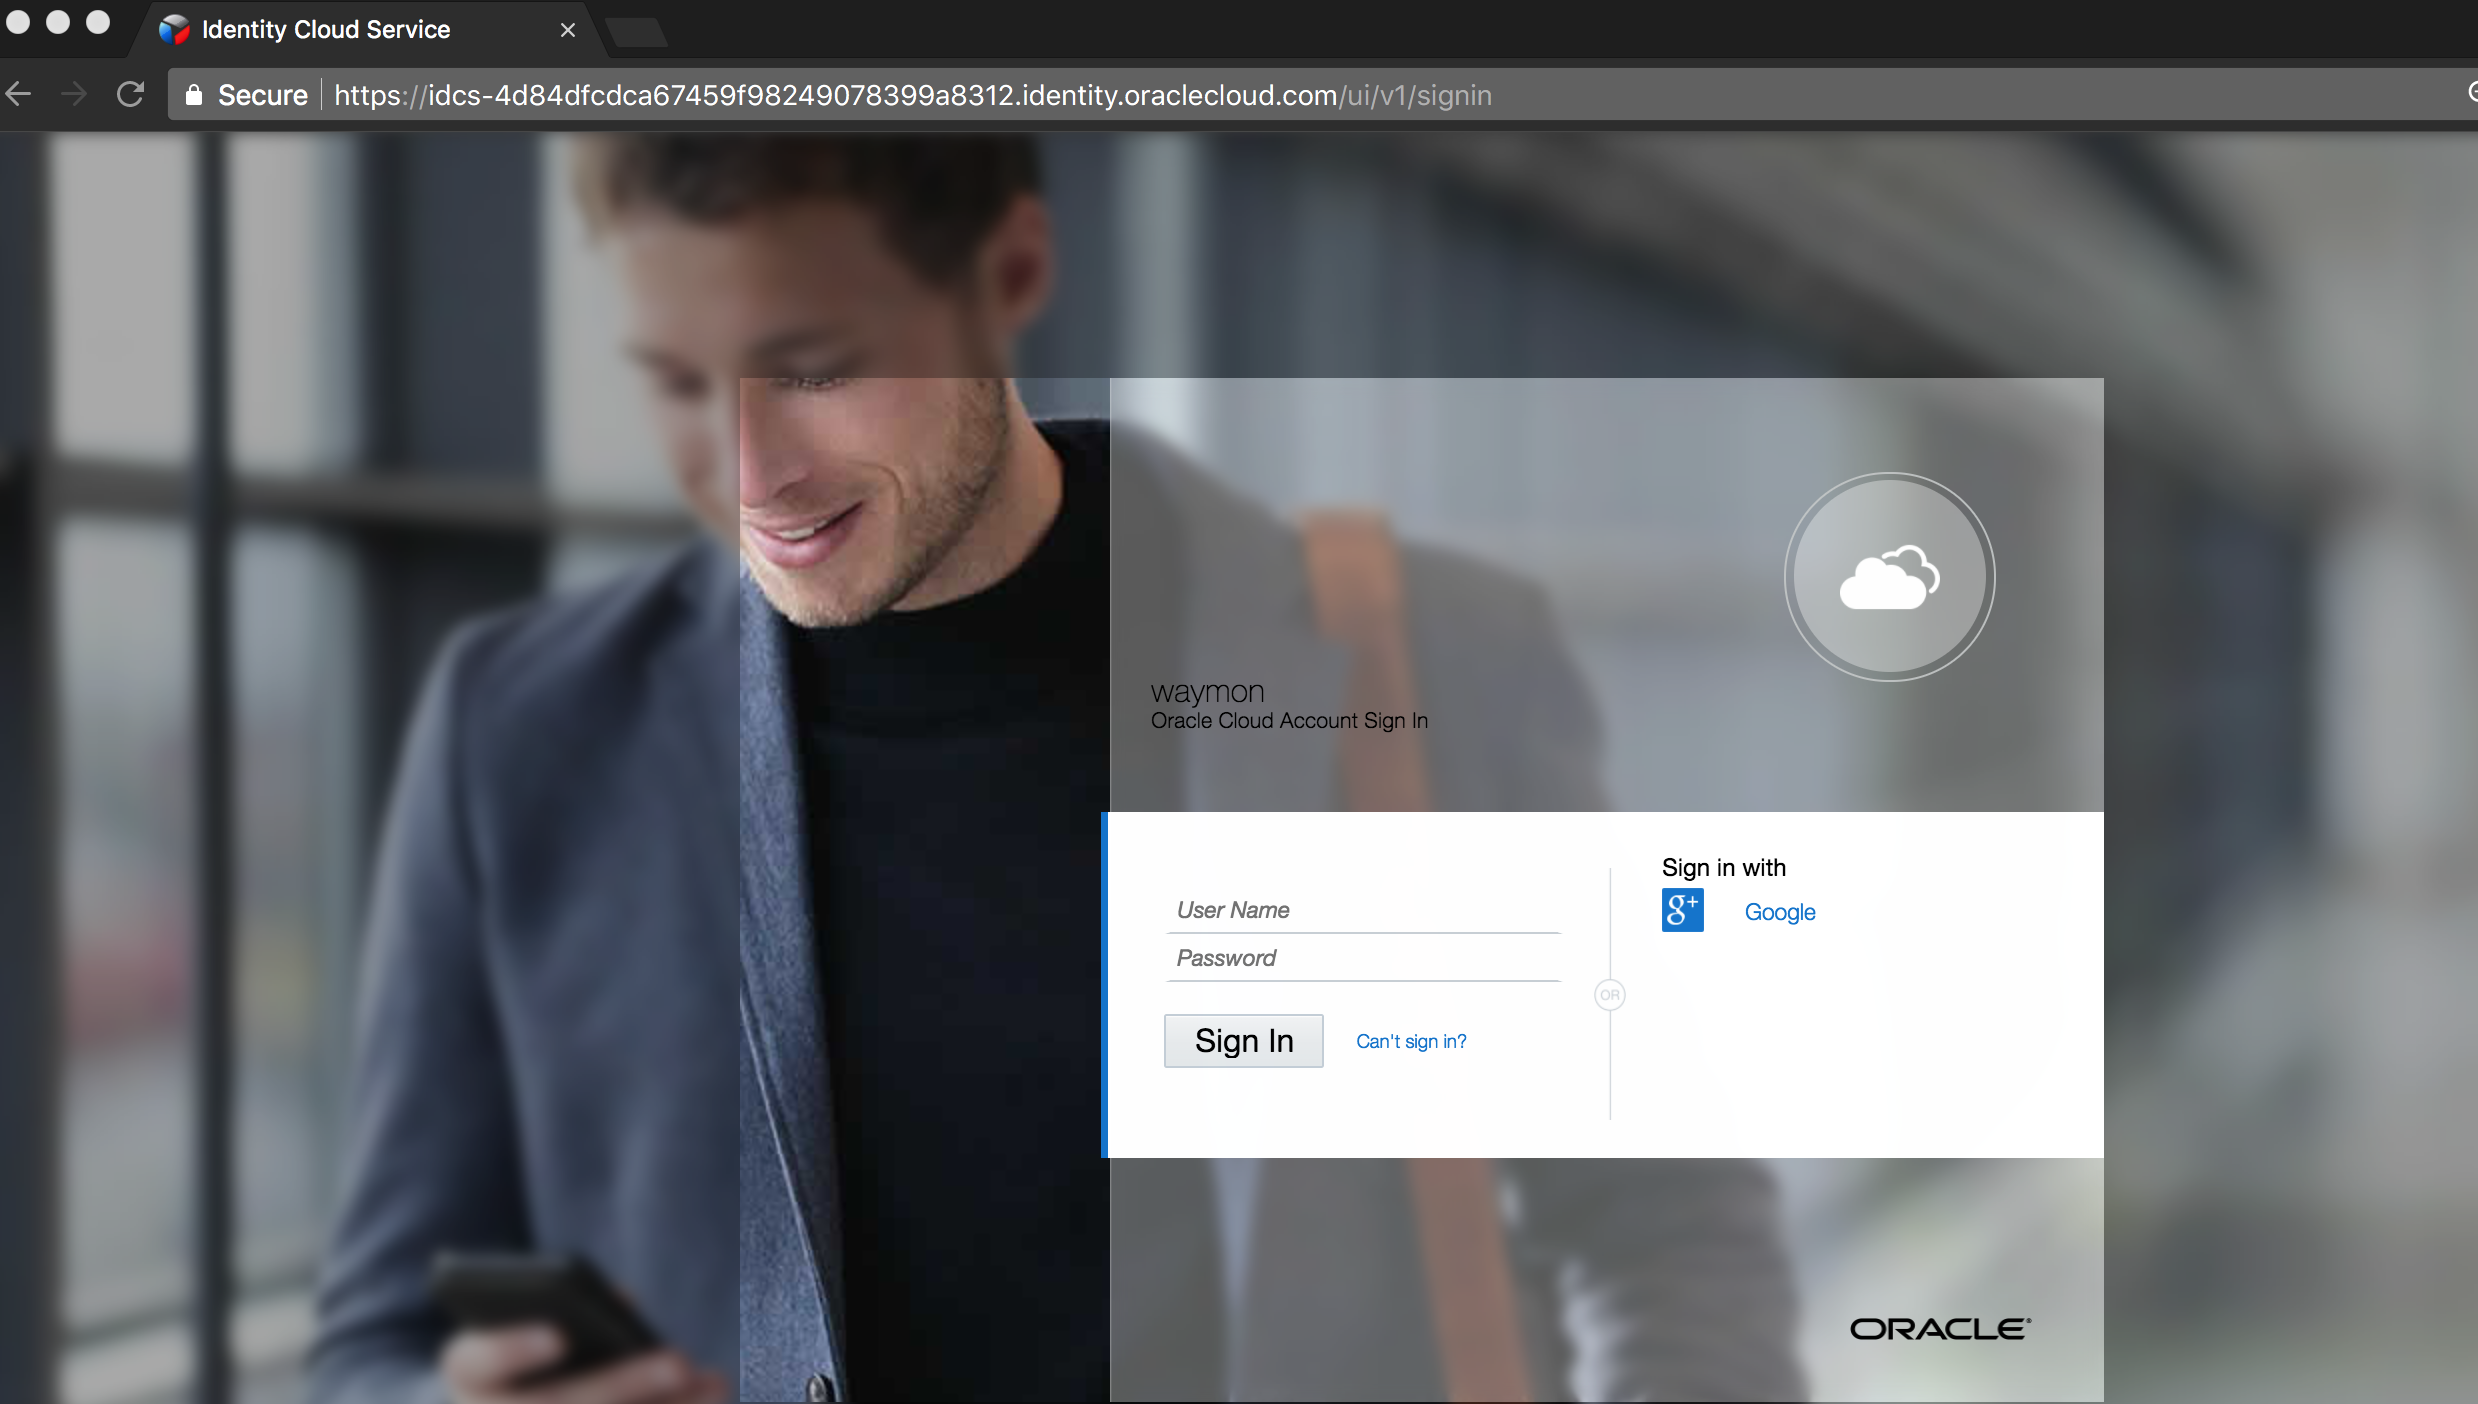 Identity Cloud Service
Secure https://idcs-4d84dfcdca67459f98249078399a8312.identity.oraclecloud.com/ui/v1/signin
waymon
Oracle Cloud Account Sign In
User Name
Password
Sign In
Can't sign in?
OR
Sign in with
g+ Google
ORACLE®